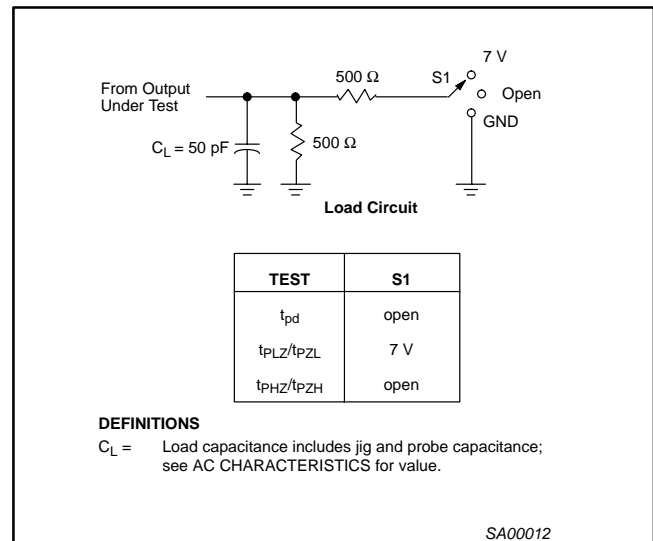 7 V
500 Ω
S1
From Output
Under Test
Open
GND
C_L = 50 pF
500 Ω
Load Circuit
TEST S1
t_pd open
t_PLZ/t_PZL 7 V
t_PHZ/t_PZH open
DEFINITIONS
C_L = Load capacitance includes jig and probe capacitance;
see AC CHARACTERISTICS for value.
SA00012